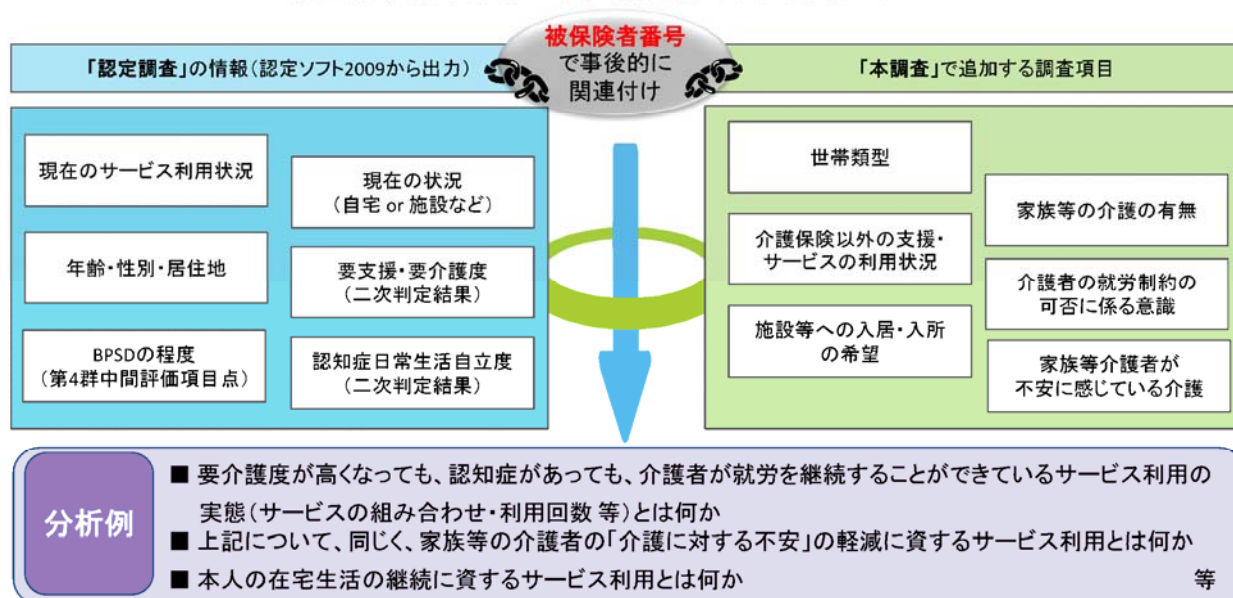 被保険者番号
で事後的に
関連付け
「認定調査」の情報(認定ソフト2009から出力)
「本調査」で追加する調査項目
現在のサービス利用状況
現在の状況
(自宅 or 施設など)
年齢・性別・居住地
要支援・要介護度
(二次判定結果)
BPSDの程度
(第4群中間評価項目点)
認知症日常生活自立度
(二次判定結果)
世帯類型
家族等の介護の有無
介護保険以外の支援・
サービスの利用状況
介護者の就労制約の
可否に係る意識
施設等への入居・入所
の希望
家族等介護者が
不安に感じている介護
分析例
■ 要介護度が高くなっても、認知症があっても、介護者が就労を継続することができているサービス利用の
実態(サービスの組み合わせ・利用回数 等)とは何か
■ 上記について、同じく、家族等の介護者の「介護に対する不安」の軽減に資するサービス利用とは何か
■ 本人の在宅生活の継続に資するサービス利用とは何か 等